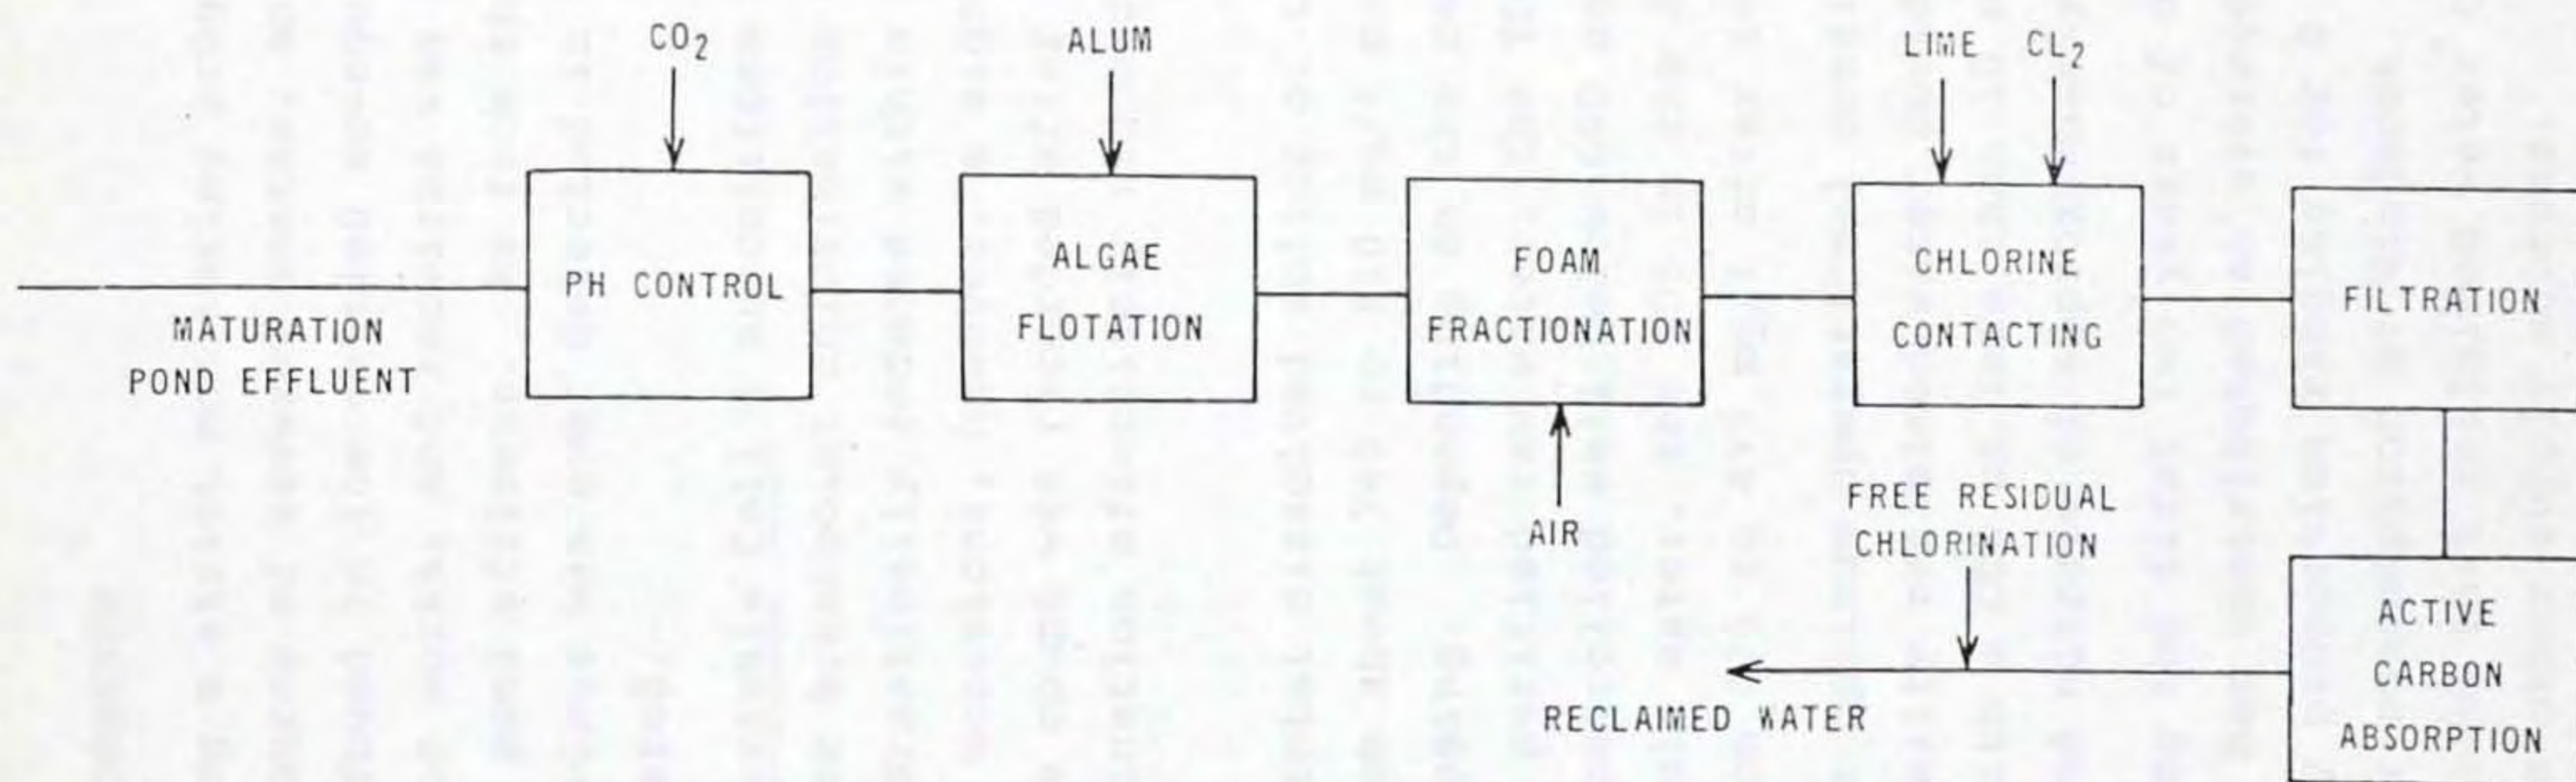 CO2
ALUM
LIME CL2
MATURATION
POND EFFLUENT
PH CONTROL
ALGAE
FLOTATION
FOAM
FRACTIONATION
AIR
CHLORINE
CONTACTING
FILTRATION
FREE RESIDUAL
CHLORINATION
ACTIVE
CARBON
ABSORPTION
RECLAIMED WATER